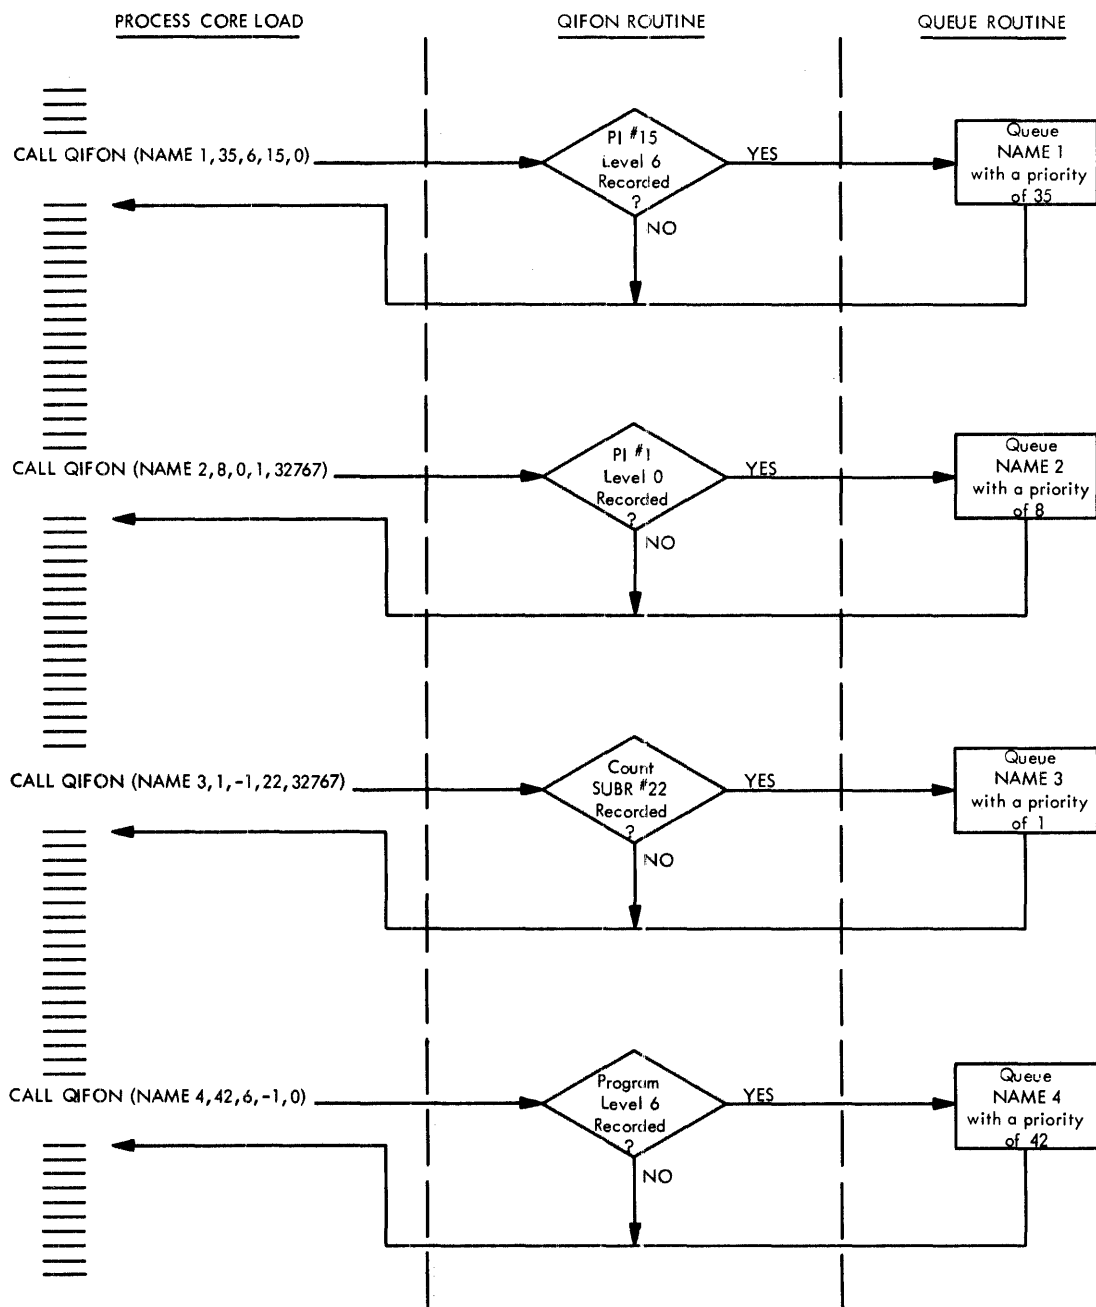 PROCESS CORE LOAD
QIFON ROUTINE
QUEUE ROUTINE
CALL QIFON (NAME 1,35,6,15,0)
PI #15
Level 6
Recorded
?
YES
NO
Queue
NAME 1
with a priority
of 35
CALL QIFON (NAME 2,8,0,1,32767)
PI #1
Level 0
Recorded
?
YES
NO
Queue
NAME 2
with a priority
of 8
CALL QIFON (NAME 3,1,-1,22,32767)
Count
SUBR #22
Recorded
?
YES
NO
Queue
NAME 3
with a priority
of 1
CALL QIFON (NAME 4,42,6,-1,0)
Program
Level 6
Recorded
?
YES
NO
Queue
NAME 4
with a priority
of 42